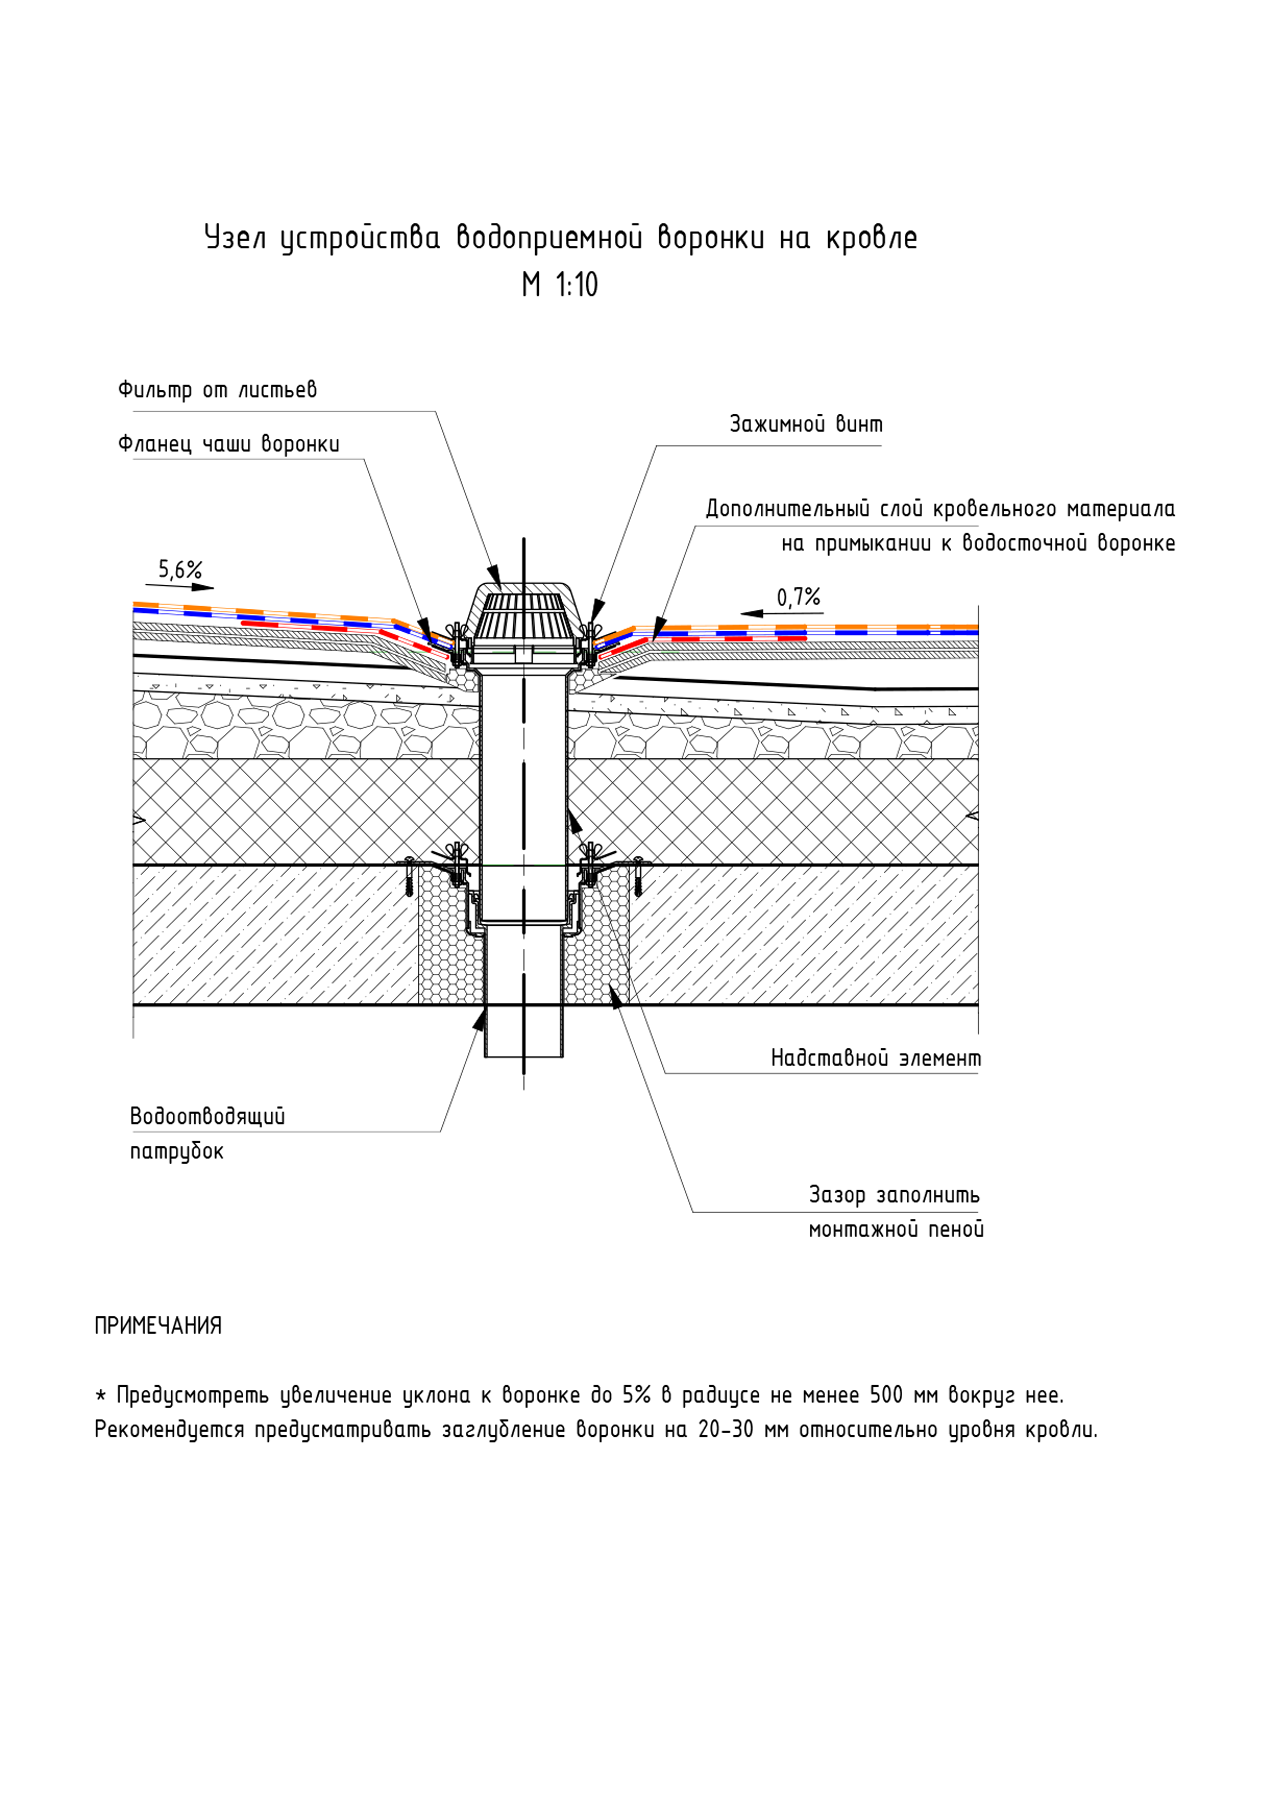 Узел устройства водоприемной воронки на кровле
М 1:10
Фильтр от листьев
Зажимной винт
Фланец чаши воронки
Дополнительный слой кровельного материала
на примыкании к водосточной воронке
5,6%
0,7%
Надставной элемент
Водоотводящий
патрубок
Зазор заполнить
монтажной пеной
ПРИМЕЧАНИЯ
* Предусмотреть увеличение уклона к воронке до 5% в радиусе не менее 500 мм вокруг нее.
Рекомендуется предусматривать заглубление воронки на 20-30 мм относительно уровня кровли.